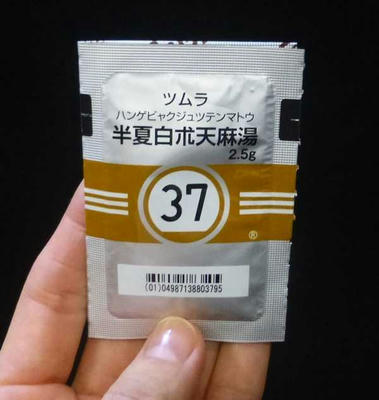 ツムラ
ハンゲビャクジュツテンマトウ
半夏白朮天麻湯
2.5g
37
®
(01)04987138803795